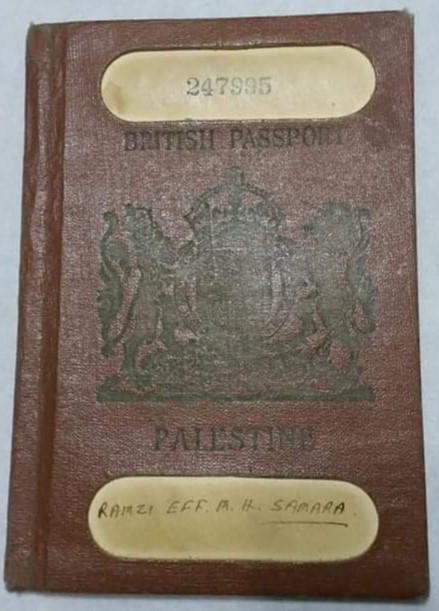 247995
BRITISH PASSPORT
PALESTINE
RAMZI EFF. M. H. SAMARA.